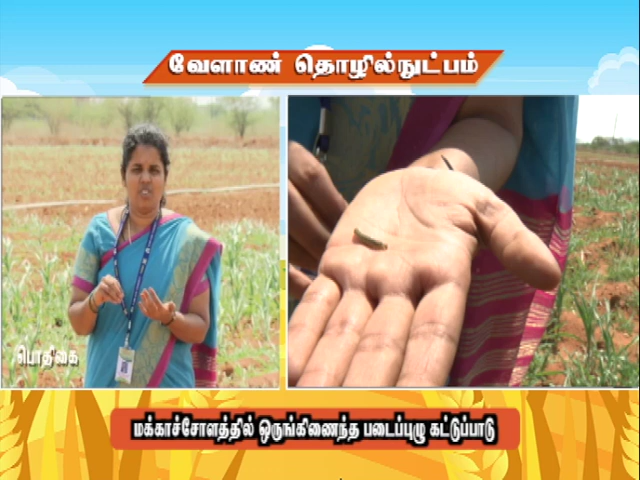 வேளாண் தொழில்நுட்பம்
பொதிகை
மக்காச்சோளத்தில் ஒருங்கிணைந்த படைப்புழு கட்டுப்பாடு